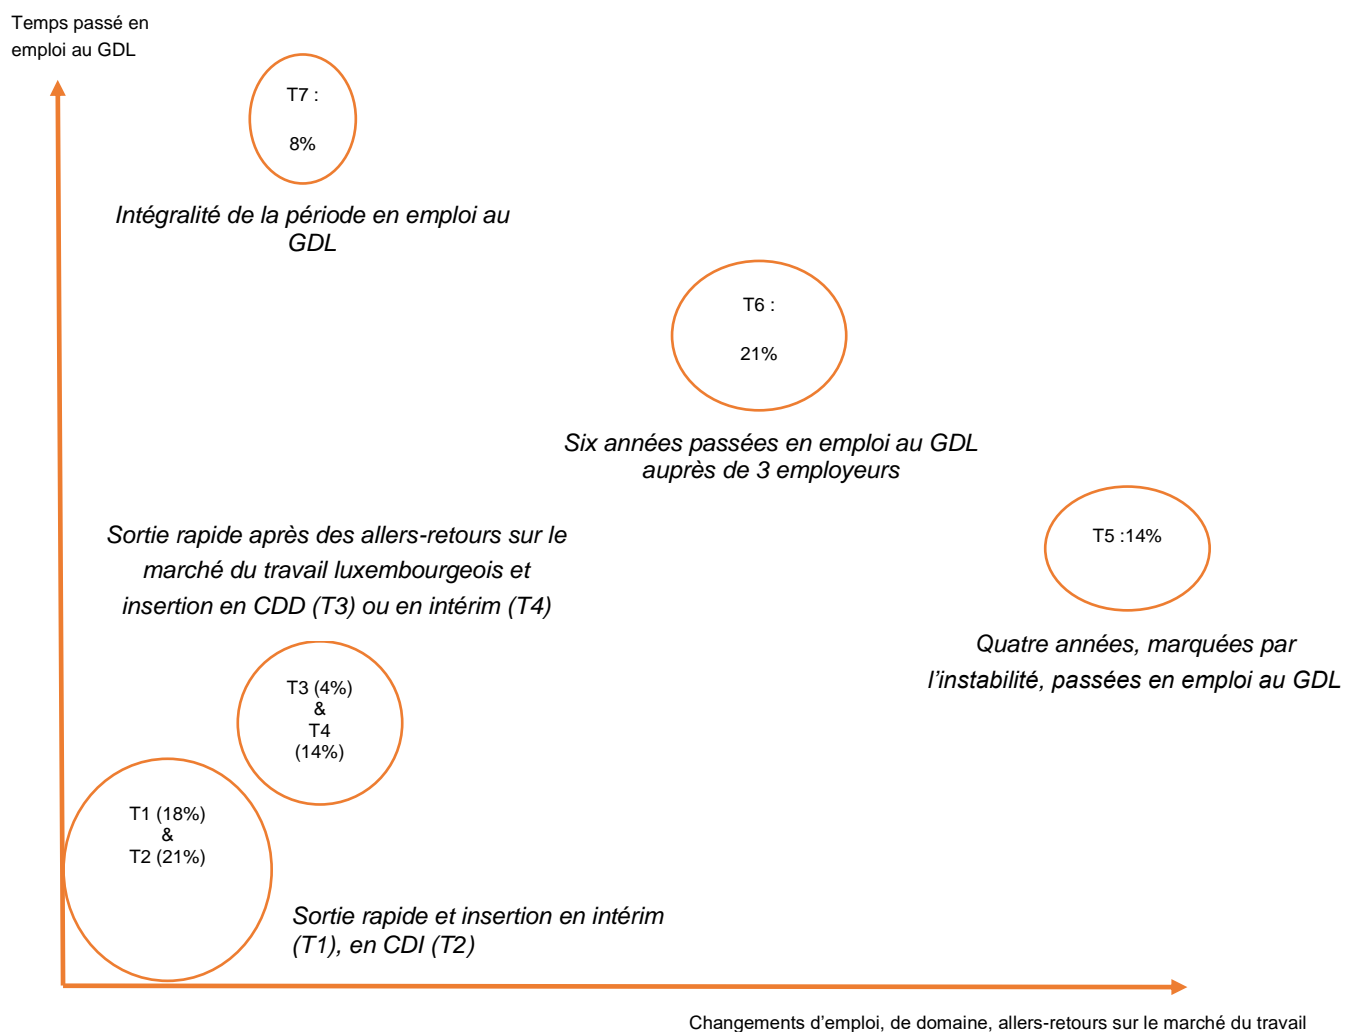 Temps passé en
emploi au GDL
T7 :
8%
Intégralité de la période en emploi au
GDL
T6 :
21%
Six années passées en emploi au GDL
auprès de 3 employeurs
Sortie rapide après des allers-retours sur le
marché du travail luxembourgeois et
insertion en CDD (T3) ou en intérim (T4)
T5 :14%
Quatre années, marquées par
l’instabilité, passées en emploi au GDL
T3 (4%)
&
T4
(14%)
T1 (18%)
&
T2 (21%)
Sortie rapide et insertion en intérim
(T1), en CDI (T2)
Changements d’emploi, de domaine, allers-retours sur le marché du travail